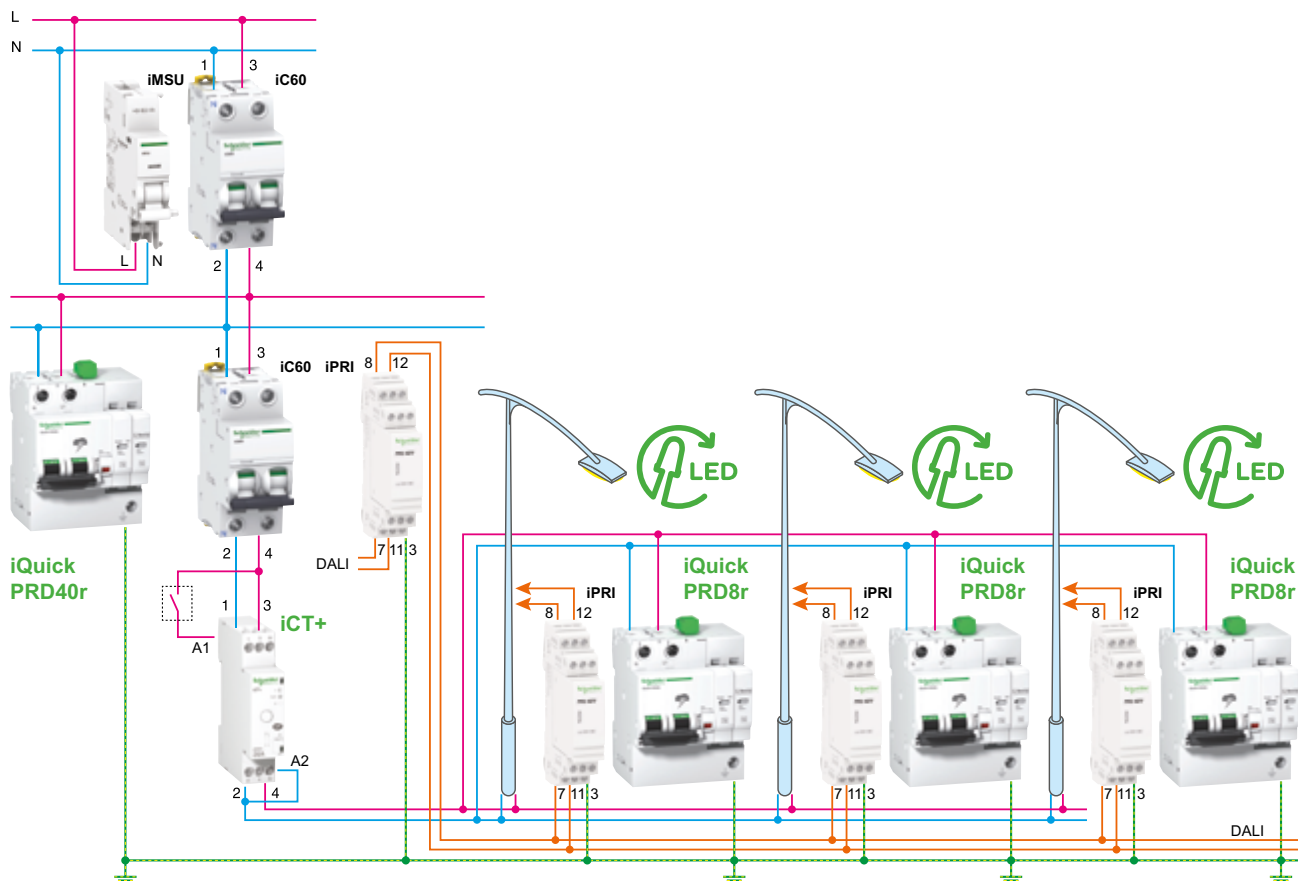 L
N
iMSU
1
3
iC60
L
N
2
4
1
3
iC60
iPRI
8
12
LED
LED
LED
2
4
7
11
3
DALI
iQuick
PRD40r
iQuick
PRD8r
iQuick
PRD8r
iQuick
PRD8r
1
3
iCT+
A1
iPRI
8
12
iPRI
8
12
iPRI
8
12
Schneider
A2
2
4
7
11
3
7
11
3
7
11
3
DALI